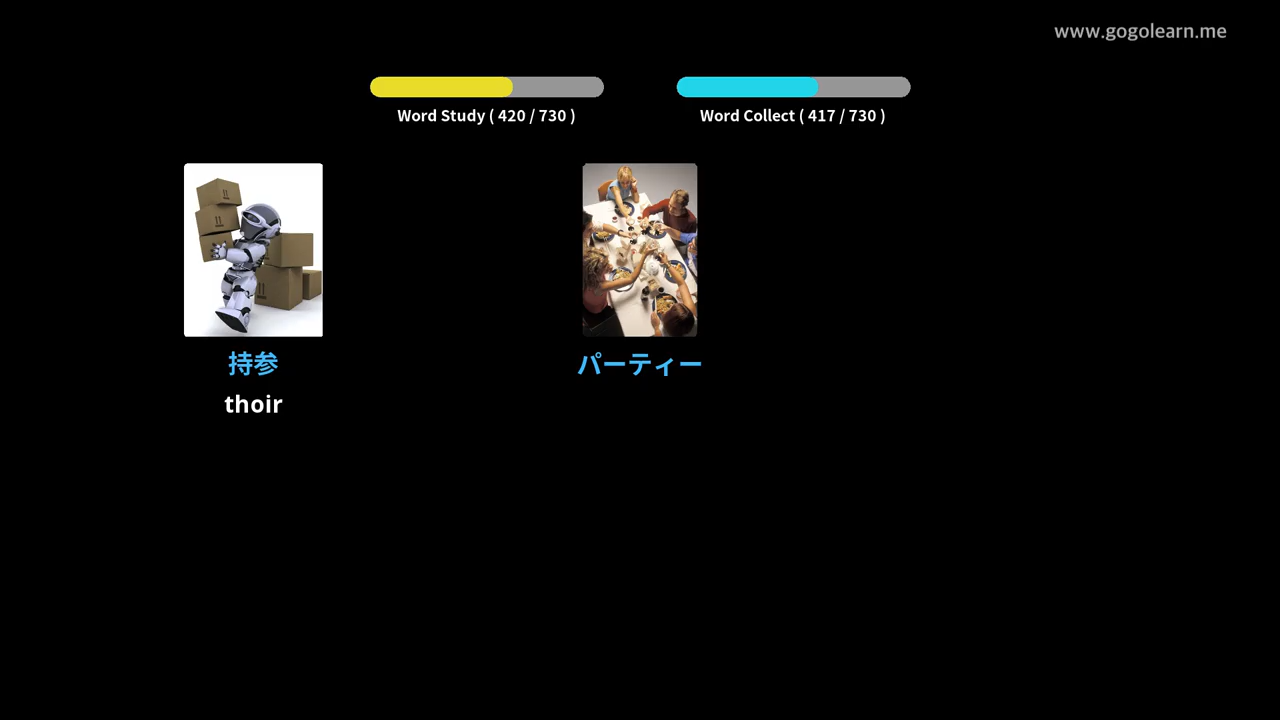 www.gogolearn.me
Word Study ( 420 / 730 )
Word Collect ( 417 / 730 )
持参
thoir
パーティー